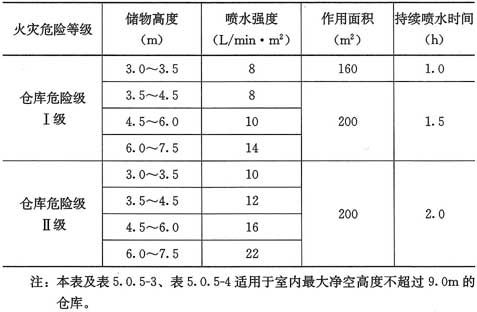 火灾危险等级 储物高度（m） 喷水强度（L/min·m²） 作用面积（m²） 持续喷水时间（h）
仓库危险级Ⅰ级 3.0～3.5 8 160 1.0
3.5～4.5 8 200 1.5
4.5～6.0 10
6.0～7.5 14
仓库危险级Ⅱ级 3.0～3.5 10 200 2.0
3.5～4.5 12
4.5～6.0 16
6.0～7.5 22
注：本表及表 5.0.5-3、表 5.0.5-4 适用于室内最大净空高度不超过 9.0m 的
仓库。